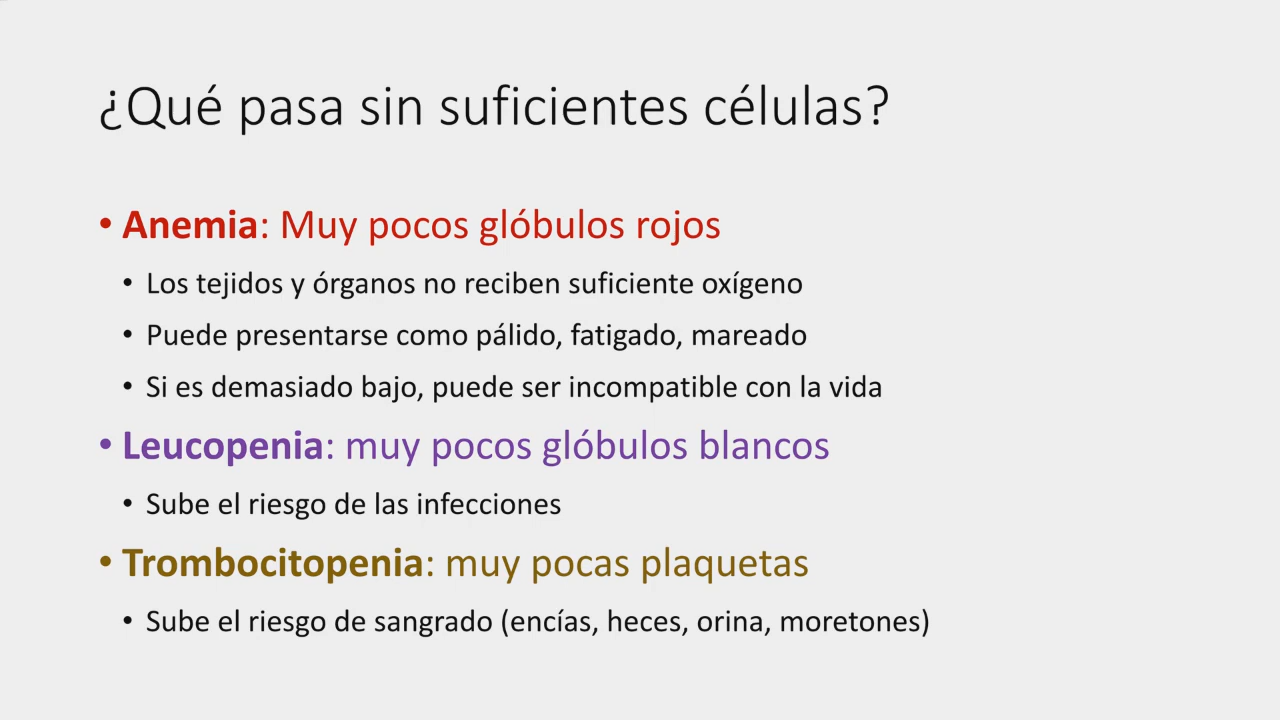 ¿Qué pasa sin suficientes células?
• Anemia: Muy pocos glóbulos rojos
• Los tejidos y órganos no reciben suficiente oxígeno
• Puede presentarse como pálido, fatigado, mareado
• Si es demasiado bajo, puede ser incompatible con la vida
• Leucopenia: muy pocos glóbulos blancos
• Sube el riesgo de las infecciones
• Trombocitopenia: muy pocas plaquetas
• Sube el riesgo de sangrado (encías, heces, orina, moretones)